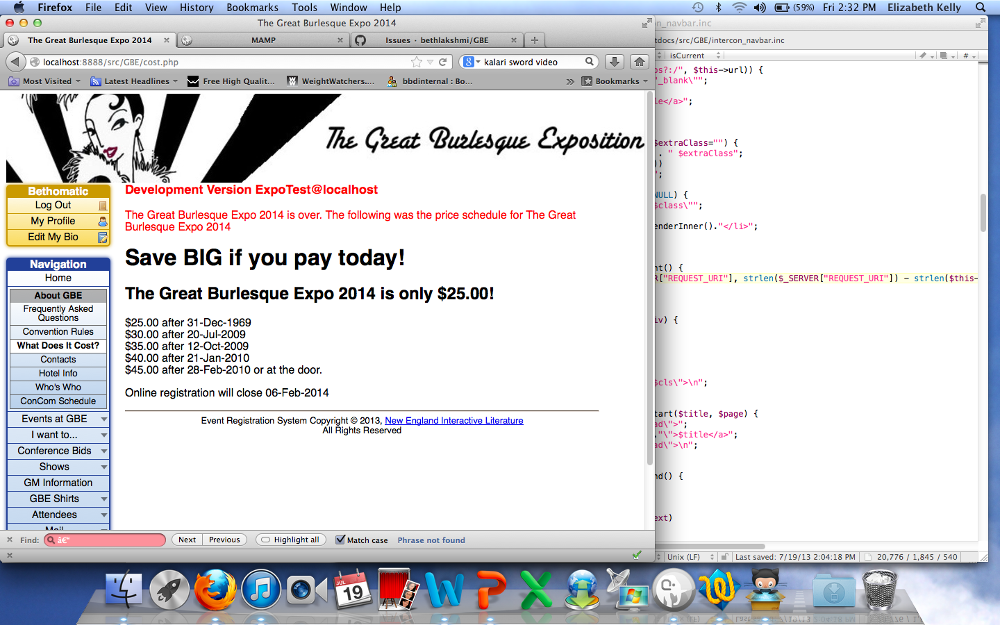 Firefox File Edit View History Bookmarks Tools Window Help (59%) Fri 2:32 PM Elizabeth Kelly
The Great Burlesque Expo 2014
The Great Burlesque Expo 2014 MAMP Issues · bethlakshmi/GBE
localhost:8888/src/GBE/cost.php kalari sword video
Most Visited Latest Headlines Free High Qualit... WeightWatchers.... bbdinternal : Bo... » Bookmarks
The Great Burlesque Exposition
Bethomatic
Log Out
My Profile
Edit My Bio
Navigation
Home
About GBE
Frequently Asked
Questions
Convention Rules
What Does It Cost?
Contacts
Hotel Info
Who's Who
ConCom Schedule
Events at GBE
I want to...
Conference Bids
Shows
GM Information
GBE Shirts
Attendees
Mail
Development Version ExpoTest@localhost
The Great Burlesque Expo 2014 is over. The following was the price schedule for The Great
Burlesque Expo 2014
Save BIG if you pay today!
The Great Burlesque Expo 2014 is only $25.00!
$25.00 after 31-Dec-1969
$30.00 after 20-Jul-2009
$35.00 after 12-Oct-2009
$40.00 after 21-Jan-2010
$45.00 after 28-Feb-2010 or at the door.
Online registration will close 06-Feb-2014
Event Registration System Copyright © 2013, New England Interactive Literature
All Rights Reserved
Find: â€“ Next Previous Highlight all Match case Phrase not found
on_navbar.inc
tdocs/src/GBE/intercon_navbar.inc
isCurrent #
ps?:/", $this->url)) {
"_blank\"";
le</a>";
$extraClass="") {
. " $extraClass";
))
";
NULL) {
$class\"";
enderInner()."</li>";
nt() {
R["REQUEST_URI"], strlen($_SERVER["REQUEST_URI"]) - strlen($this-
iv) {
$cls\">\n";
tart($title, $page) {
ad\">";
."\">$title</a>";
ad\">\n";
nd() {
ext)
Unix (LF) Last saved: 7/19/13 2:04:18 PM 20,776 / 1,845 / 540
JUL
19